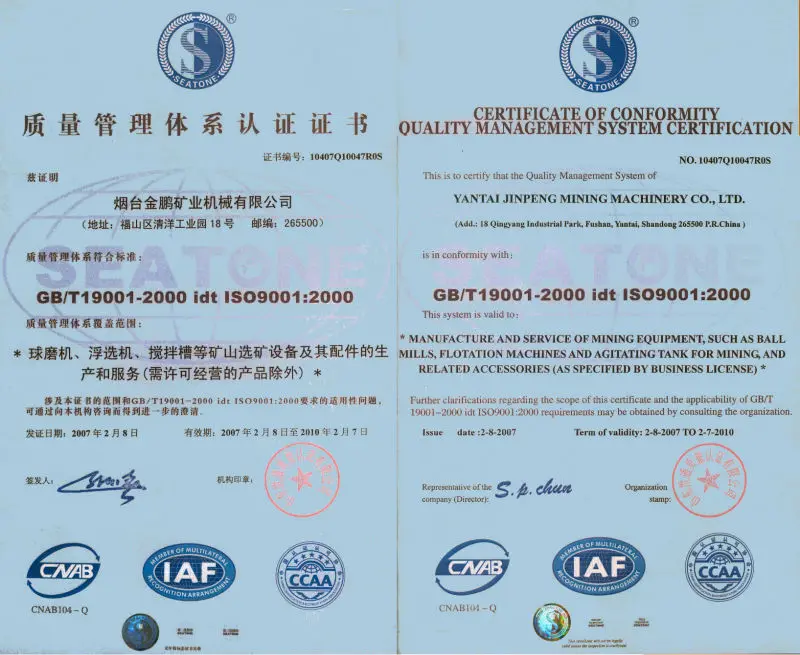 SEATONE
®
质量管理体系认证证书
证书编号: 10407Q10047R0S
兹证明
烟台金鹏矿业机械有限公司
(地址: 福山区清洋工业园 18 号 邮编: 265500)
质量管理体系符合标准:
SEATONE
GB/T19001-2000 idt ISO9001:2000
质量管理体系覆盖范围:
* 球磨机、浮选机、搅拌槽等矿山选矿设备及其配件的生
产和服务(需许可经营的产品除外) *
涉及本证书的范围和GB/T19001-2000 idt ISO9001:2000要求的适用性问题,
可通过向本机构咨询而得到进一步的澄清.
发证日期: 2007 年 2 月 8 日 有效期: 2007 年 2 月 8 日至 2010 年 2 月 7 日
签发人: 机构印章:
CNAB
CNAB104 - Q
MEMBER OF MULTILATERAL
IAF
RECOGNITION ARRANGEMENT
CCAA
SEATONE
®
CERTIFICATE OF CONFORMITY
QUALITY MANAGEMENT SYSTEM CERTIFICATION
NO. 10407Q10047R0S
This is to certify that the Quality Management System of
YANTAI JINPENG MINING MACHINERY CO., LTD.
(Add.: 18 Qingyang Industrial Park, Fushan, Yantai, Shandong 265500 P.R.China )
is in conformity with:
SEATONE
GB/T19001-2000 idt ISO9001:2000
This system is valid to:
* MANUFACTURE AND SERVICE OF MINING EQUIPMENT, SUCH AS BALL
MILLS, FLOTATION MACHINES AND AGITATING TANK FOR MINING, AND
RELATED ACCESSORIES (AS SPECIFIED BY BUSINESS LICENSE) *
Further clarifications regarding the scope of this certificate and the applicability of GB/T
19001-2000 idt ISO9001:2000 requirements may be obtained by consulting the organization.
Issue date :2-8-2007 Term of validity: 2-8-2007 TO 2-7-2010
Representative of the
company (Director): S.p.chun
Organization
stamp:
CNAB
CNAB104 - Q
MEMBER OF MULTILATERAL
IAF
RECOGNITION ARRANGEMENT
CCAA